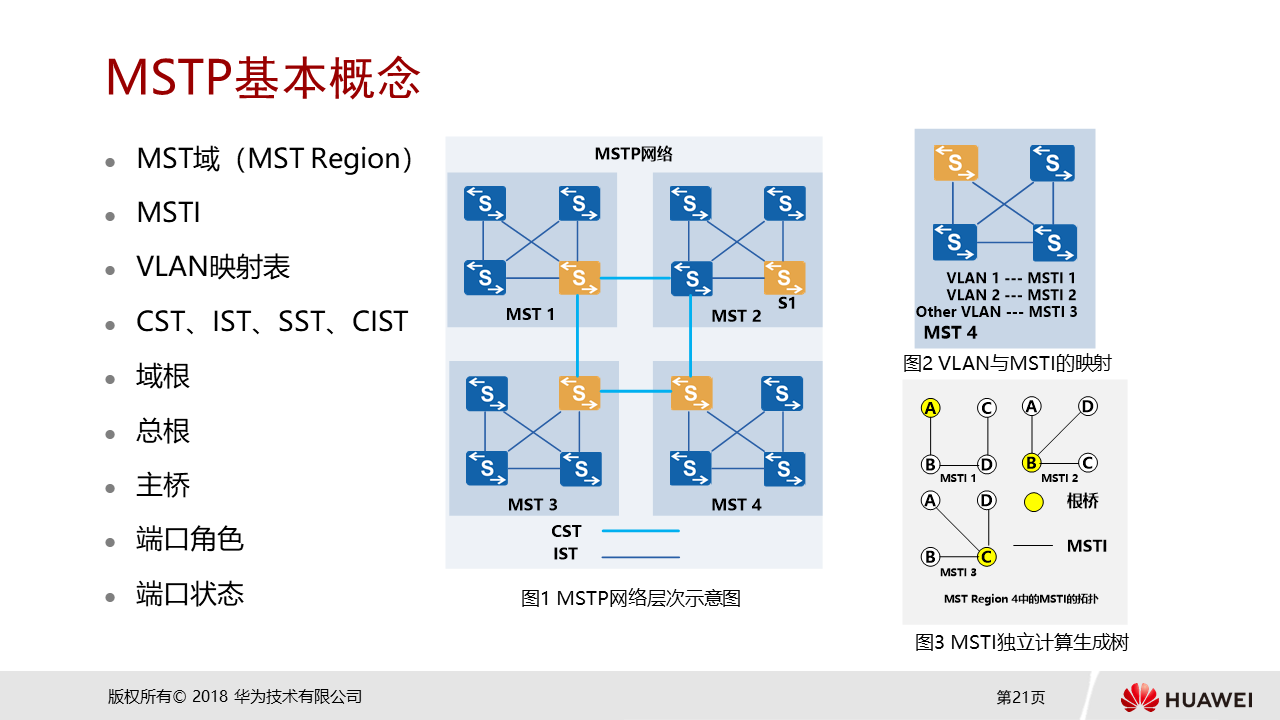 MSTP基本概念
MST域（MST Region）
MSTI
VLAN映射表
CST、IST、SST、CIST
域根
总根
主桥
端口角色
端口状态
MSTP网络
S S S S
S S S S
S1
MST 1 MST 2
S S S S
S S S S
MST 3 MST 4
CST
IST
图1 MSTP网络层次示意图
S S
S S
VLAN 1 --- MSTI 1
VLAN 2 --- MSTI 2
Other VLAN --- MSTI 3
MST 4
图2 VLAN与MSTI的映射
A C A D
B D B C
MSTI 1 MSTI 2
A D 根桥
B C MSTI
MSTI 3
MST Region 4中的MSTI的拓扑
图3 MSTI独立计算生成树
版权所有© 2018 华为技术有限公司
第21页
HUAWEI